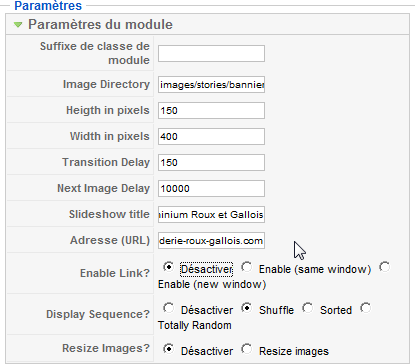 Paramètres
Paramètres du module
Suffixe de classe de
module
Image Directory images/stories/bannier
Heigth in pixels 150
Width in pixels 400
Transition Delay 150
Next Image Delay 10000
Slideshow title inium Roux et Gallois
Adresse (URL) derie-roux-gallois.com
Enable Link? Désactiver Enable (same window)
Enable (new window)
Display Sequence? Désactiver Shuffle Sorted
Totally Random
Resize Images? Désactiver Resize images